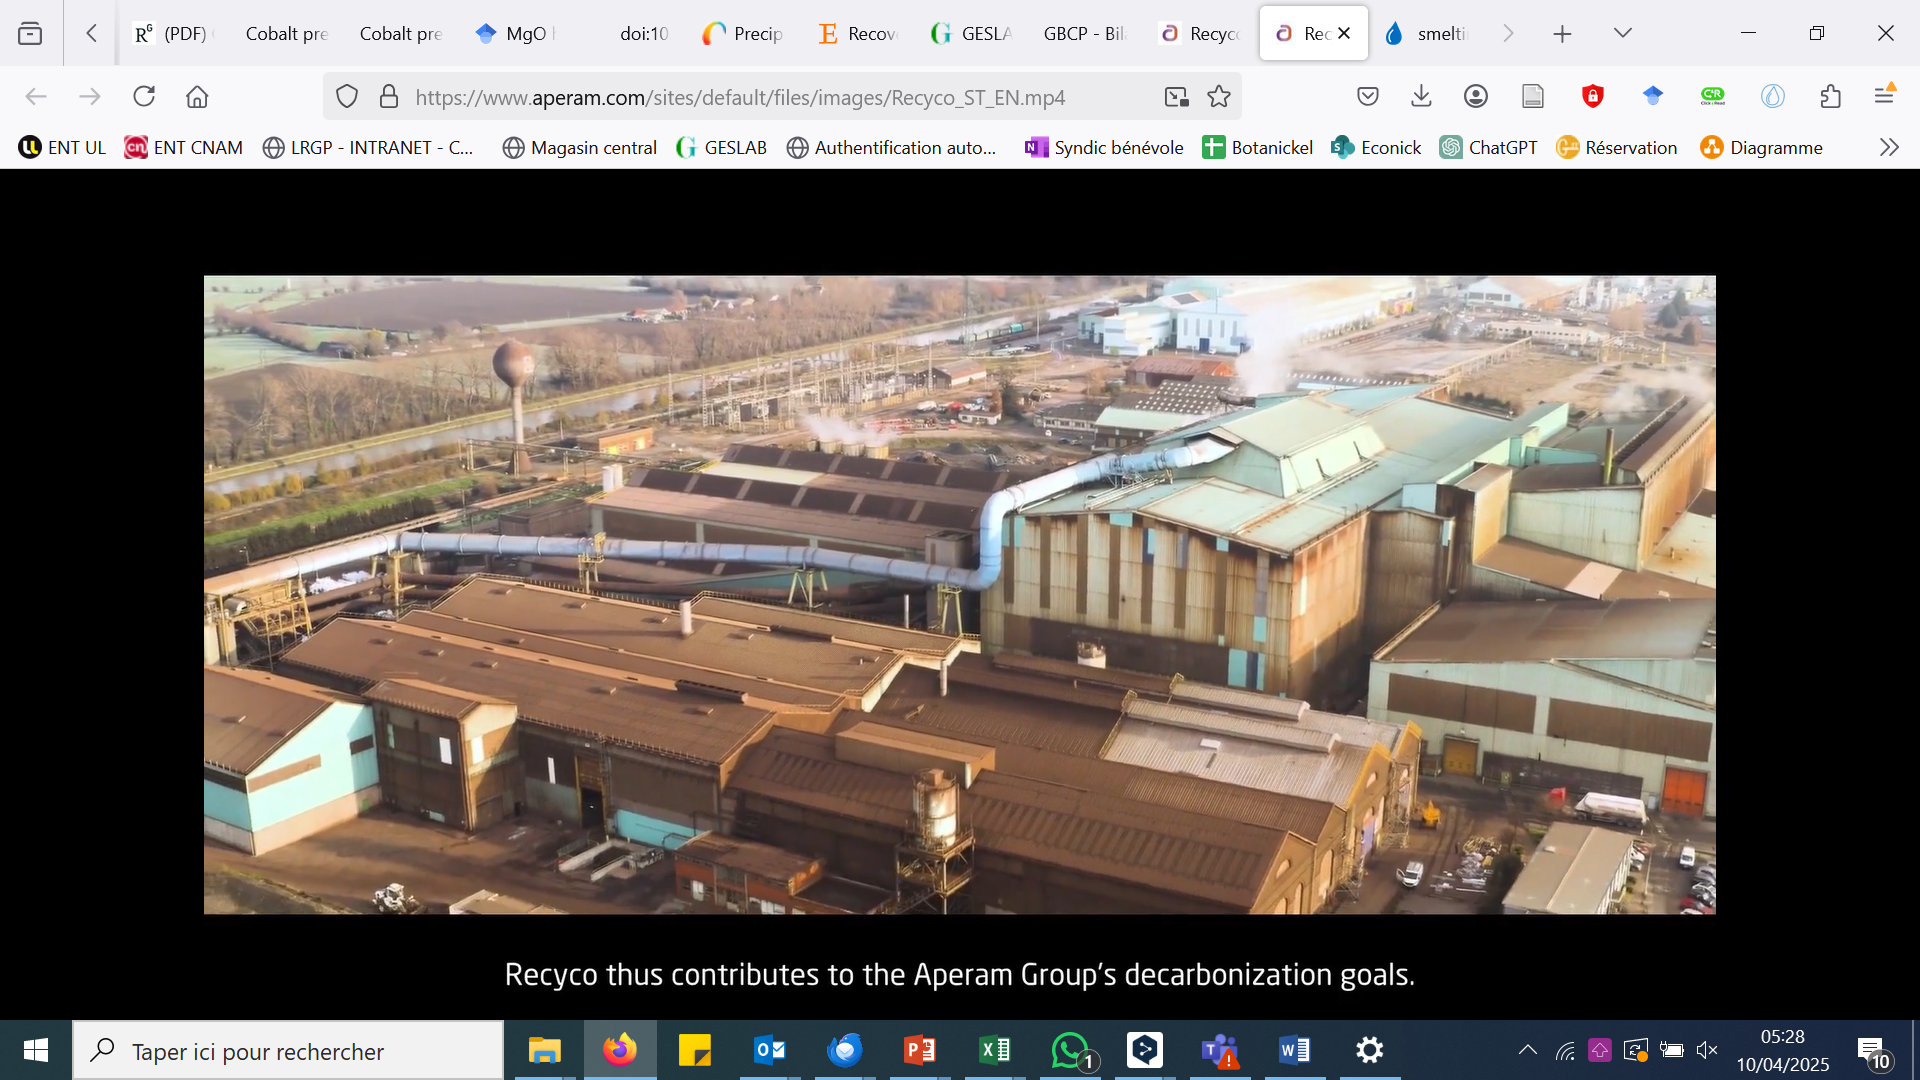 (PDF)
Cobalt pre
Cobalt pre
MgO
doi:10
Precip
Recov
GESLA
GBCP - Bil
Recyc
Rec
smelti
https://www.aperam.com/sites/default/files/images/Recyco_ST_EN.mp4
ENT UL
ENT CNAM
LRGP - INTRANET - C...
Magasin central
GESLAB
Authentification auto...
Syndic bénévole
Botanickel
Econick
ChatGPT
Réservation
Diagramme
Recyco thus contributes to the Aperam Group's decarbonization goals.
Taper ici pour rechercher
1
05:28
10/04/2025
10